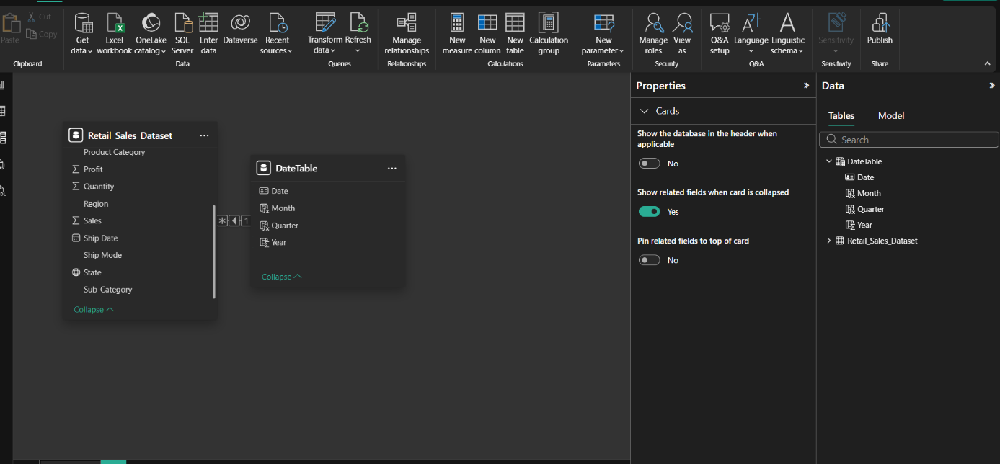 Paste
Cut
Copy
Clipboard
Get data
Excel workbook
OneLake catalog
SQL Server
Enter data
Dataverse
Recent sources
Data
Transform data
Refresh
Queries
Manage relationships
Relationships
New measure
New column
New table
Calculation group
Calculations
New parameter
Parameters
Manage roles
View as
Security
Q&A setup
Language
Linguistic schema
Q&A
Sensitivity
Sensitivity
Publish
Share
Retail_Sales_Dataset
Product Category
Profit
Quantity
Region
Sales
Ship Date
Ship Mode
State
Sub-Category
Collapse
* 1
DateTable
Date
Month
Quarter
Year
Collapse
Properties
Cards
Show the database in the header when
applicable
No
Show related fields when card is collapsed
Yes
Pin related fields to top of card
No
Data
Tables Model
Search
DateTable
Date
Month
Quarter
Year
Retail_Sales_Dataset